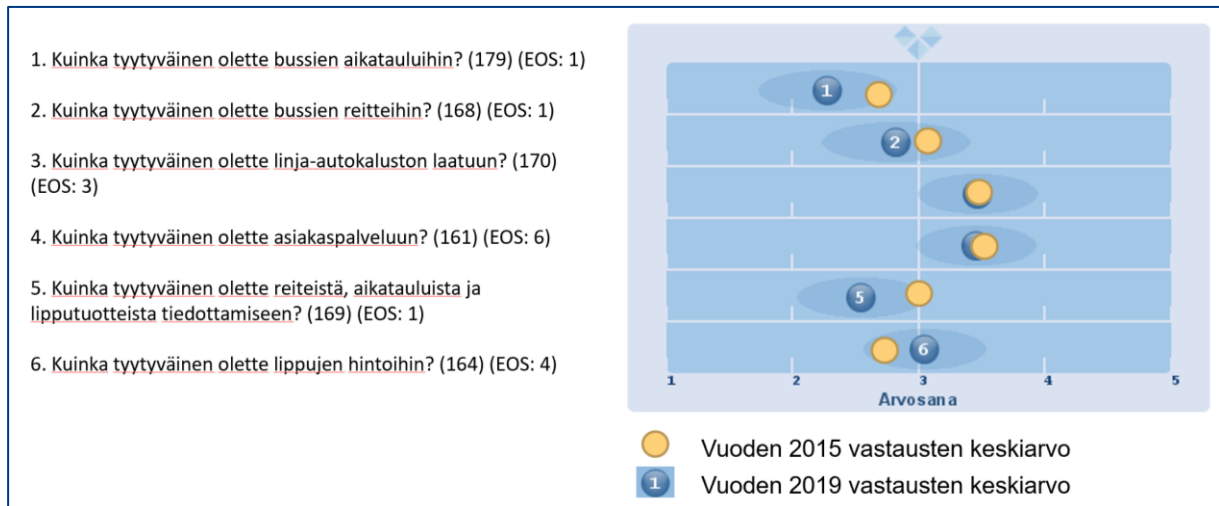 1. Kuinka tyytyväinen olette bussien aikatauluihin? (179) (EOS: 1)
2. Kuinka tyytyväinen olette bussien reitteihin? (168) (EOS: 1)
3. Kuinka tyytyväinen olette linja-autokaluston laatuun? (170)
(EOS: 3)
4. Kuinka tyytyväinen olette asiakaspalveluun? (161) (EOS: 6)
5. Kuinka tyytyväinen olette reiteistä, aikatauluista ja
lipputuotteista tiedottamiseen? (169) (EOS: 1)
6. Kuinka tyytyväinen olette lippujen hintoihin? (164) (EOS: 4)
1
2
5
6
1 2 3 4 5
Arvosana
Vuoden 2015 vastausten keskiarvo
1 Vuoden 2019 vastausten keskiarvo